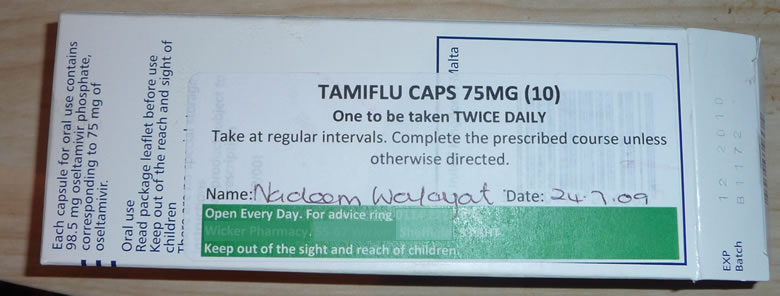 TAMIFLU CAPS 75MG (10)
One to be taken TWICE DAILY
Take at regular intervals. Complete the prescribed course unless
otherwise directed.
Name: Nadeem Walayat Date: 24.7.09
Open Every Day. For advice ring
Wicker Pharmacy.
Keep out of the sight and reach of children.
Each capsule for oral use contains
98.5 mg oseltamivir phosphate,
corresponding to 75 mg of
oseltamivir.
Oral use
Read package leaflet before use
Keep out of the reach and sight of
children
Malta
EXP 12 2010
Batch B1172